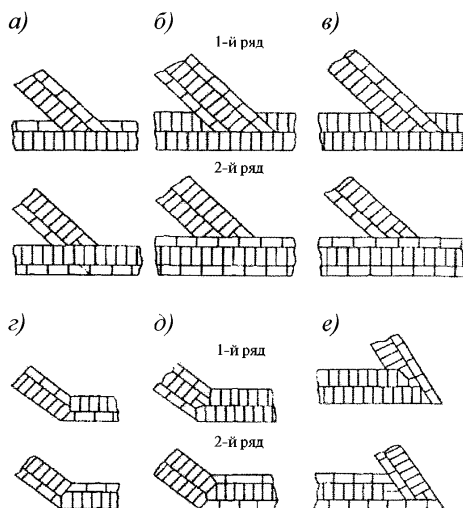 а) б) в)
1-й ряд
2-й ряд
г) д) е)
1-й ряд
2-й ряд